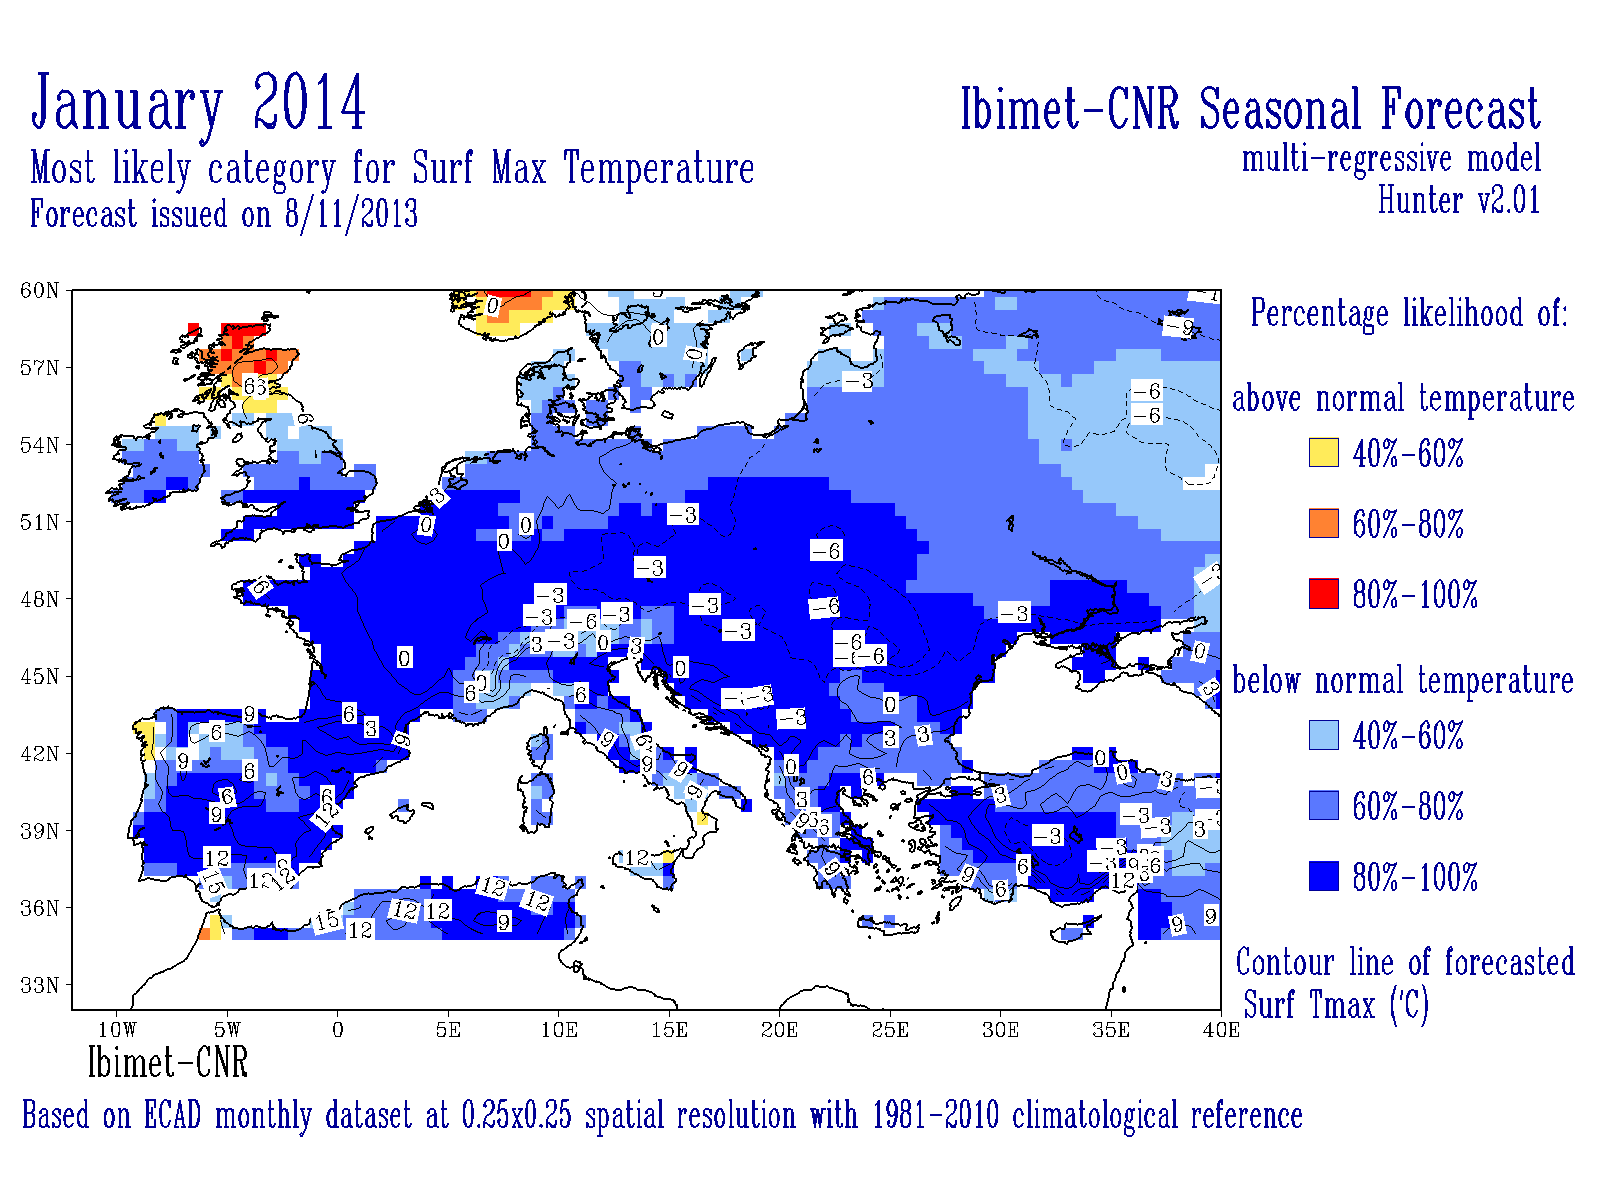 January 2014
Most likely category for Surf Max Temperature
Forecast issued on 8/11/2013
Ibimet-CNR Seasonal Forecast
multi-regressive model
Hunter v2.01
60N
57N
54N
51N
48N
45N
42N
39N
36N
33N
10W 5W 0 5E 10E 15E 20E 25E 30E 35E 40E
Percentage likelihood of:
above normal temperature
40%-60%
60%-80%
80%-100%
below normal temperature
40%-60%
60%-80%
80%-100%
Contour line of forecasted
Surf Tmax ('C)
Ibimet-CNR
Based on ECAD monthly dataset at 0.25x0.25 spatial resolution with 1981-2010 climatological reference